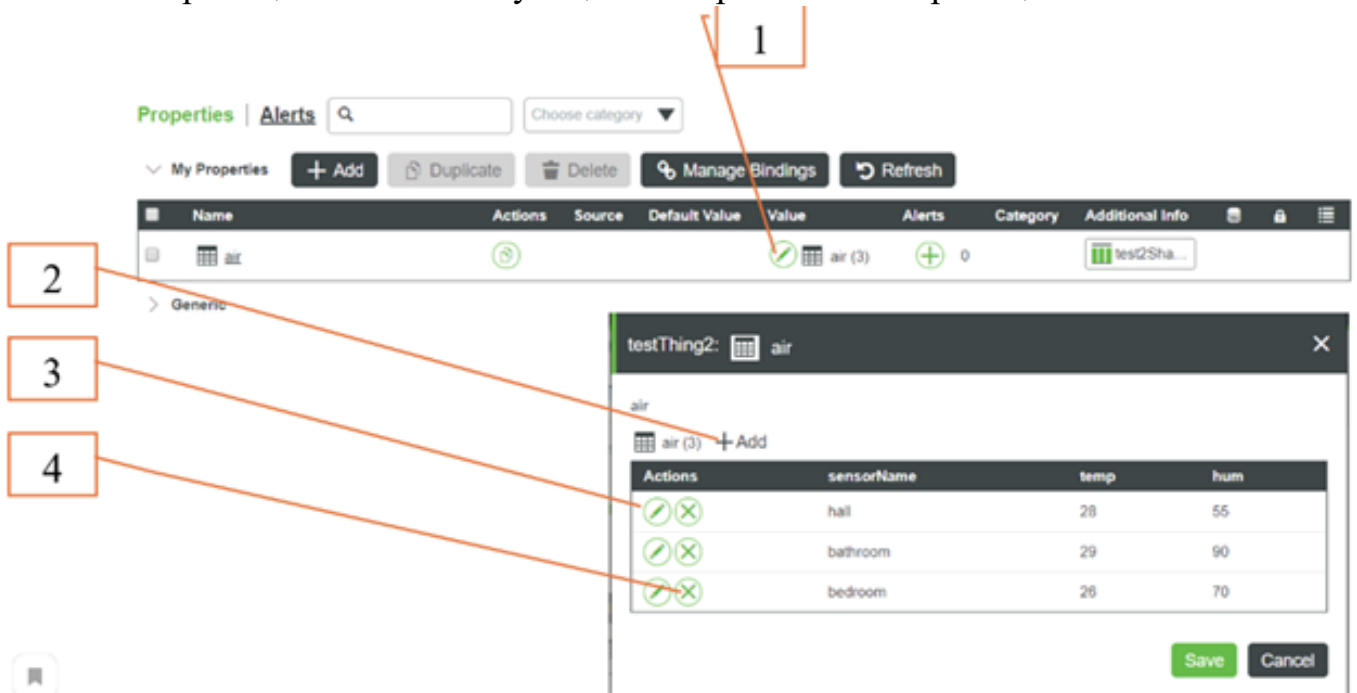 1
Properties | Alerts
Choose category
My Properties + Add Duplicate Delete Manage Bindings Refresh
Name Actions Source Default Value Value Alerts Category Additional Info
air air (3) 0 test2Sha...
2
Generic
testThing2: air
3
air
air (3) +Add
4
Actions sensorName temp hum
hall 28 55
bathroom 29 90
bedroom 26 70
Save Cancel